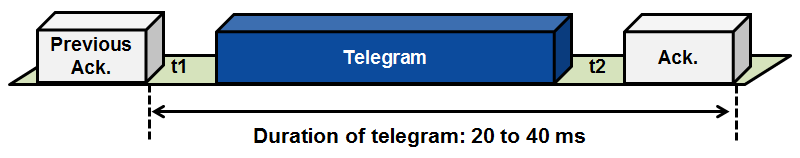 Previous
Ack.
t1
Telegram
t2
Ack.
Duration of telegram: 20 to 40 ms